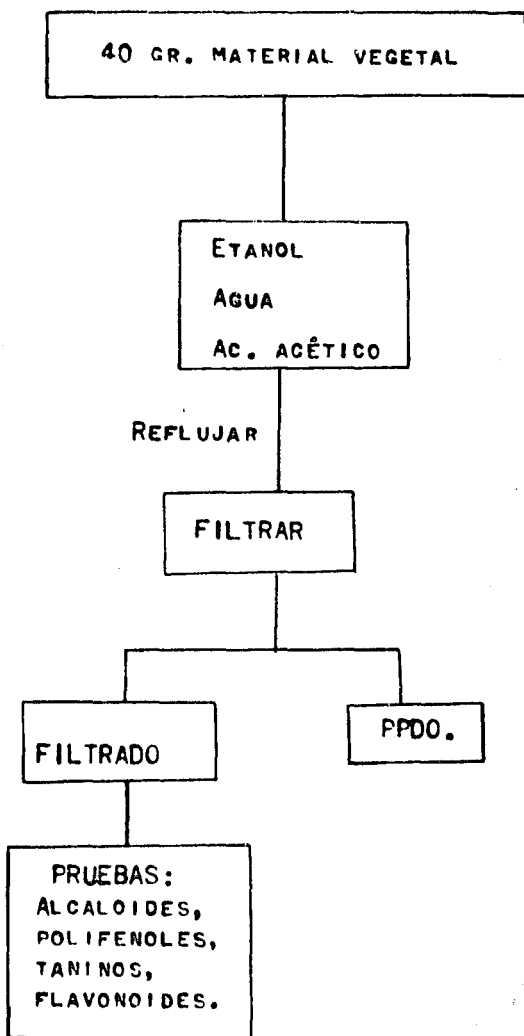 40 GR. MATERIAL VEGETAL
ETANOL
AGUA
AC. ACÉTICO
REFLUJAR
FILTRAR
FILTRADO
PPDO.
PRUEBAS:
ALCALOIDES,
POLIFENOLES,
TANINOS,
FLAVONOIDES.